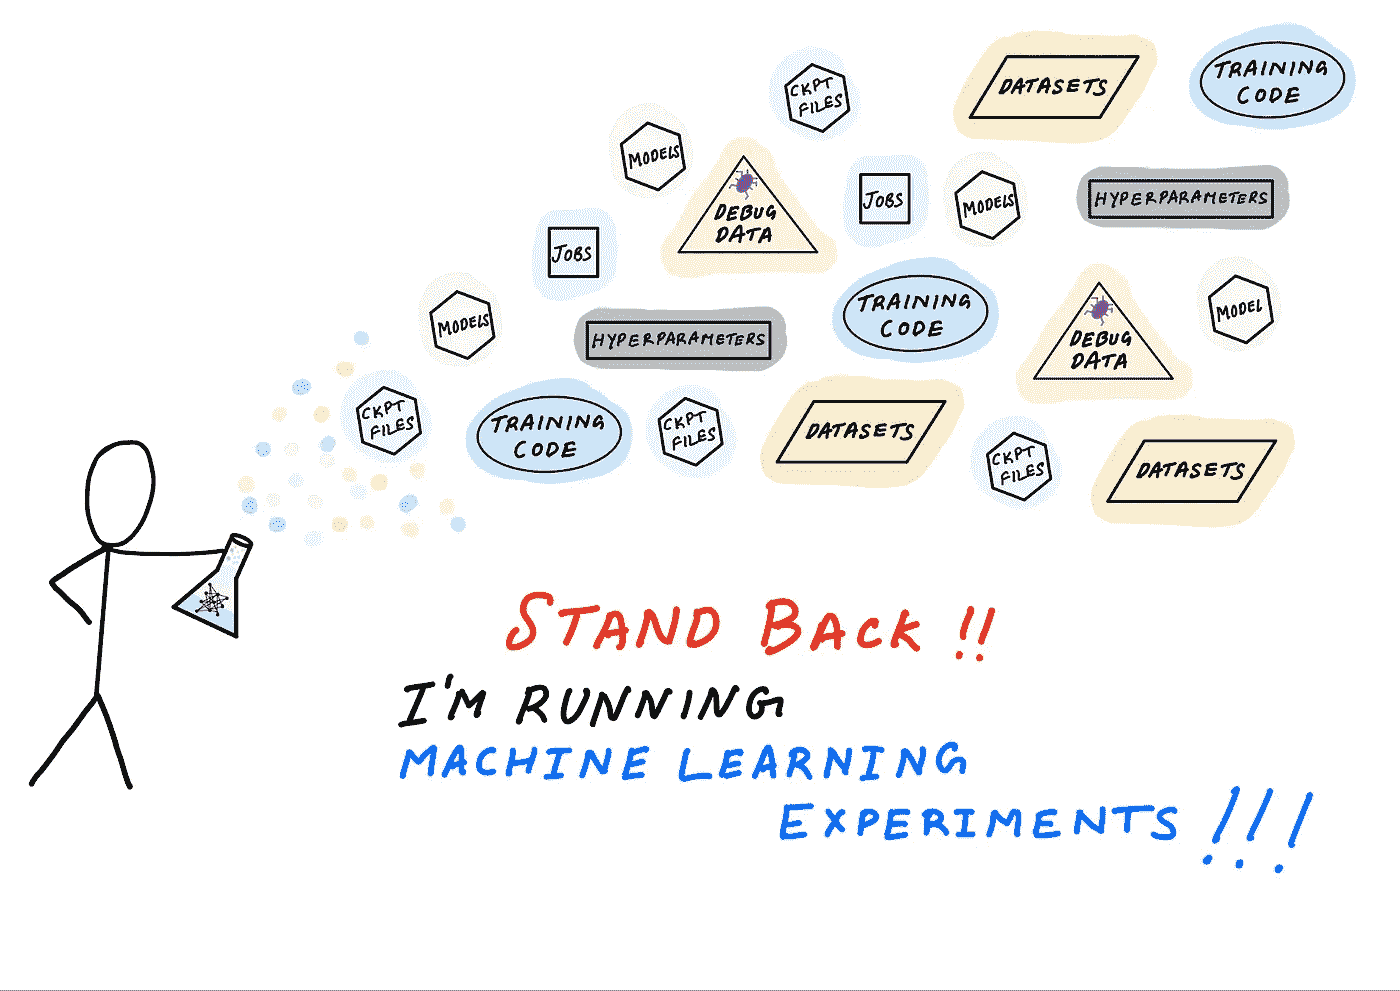 DATASETS
TRAINING
CODE
CKPT
FILES
MODELS
DEBUG
DATA
JOBS
MODELS
HYPERPARAMETERS
JOBS
MODELS
HYPERPARAMETERS
TRAINING
CODE
DEBUG
DATA
MODEL
CKPT
FILES
TRAINING
CODE
CKPT
FILES
DATASETS
CKPT
FILES
DATASETS
STAND BACK !!
I'M RUNNING
MACHINE LEARNING
EXPERIMENTS !!!